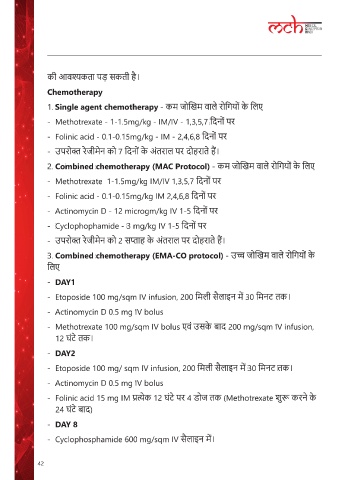 mch
की आवश्यकता पड़ सकती है।
Chemotherapy
1. Single agent chemotherapy - कम जोखिम वाले रोगियों के लिए
- Methotrexate - 1-1.5mg/kg - IM/IV - 1,3,5,7 दिनों पर
- Folinic acid - 0.1-0.15mg/kg - IM - 2,4,6,8 दिनों पर
- उपरोक्त रेजीमेन को 7 दिनों के अंतराल पर दोहराते हैं।
2. Combined chemotherapy (MAC Protocol) - कम जोखिम वाले रोगियों के लिए
- Methotrexate 1-1.5mg/kg IM/IV 1,3,5,7 दिनों पर
- Folinic acid - 0.1-0.15mg/kg IM 2,4,6,8 दिनों पर
- Actinomycin D - 12 microgm/kg IV 1-5 दिनों पर
- Cyclophophamide - 3 mg/kg IV 1-5 दिनों पर
- उपरोक्त रेजीमेन को 2 सप्ताह के अंतराल पर दोहराते हैं।
3. Combined chemotherapy (EMA-CO protocol) - उच्च जोखिम वाले रोगियों के
लिए
- DAY1
- Etoposide 100 mg/sqm IV infusion, 200 मिली सैलाइन में 30 मिनट तक।
- Actinomycin D 0.5 mg IV bolus
- Methotrexate 100 mg/sqm IV bolus एवं उसके बाद 200 mg/sqm IV infusion,
12 घंटे तक।
- DAY2
- Etoposide 100 mg/ sqm IV infusion, 200 मिली सैलाइन में 30 मिनट तक।
- Actinomycin D 0.5 mg IV bolus
- Folinic acid 15 mg IM प्रत्येक 12 घंटे पर 4 डोज तक (Methotrexate शुरू करने के
24 घंटे बाद)
- DAY 8
- Cyclophosphamide 600 mg/sqm IV सैलाइन में।
42